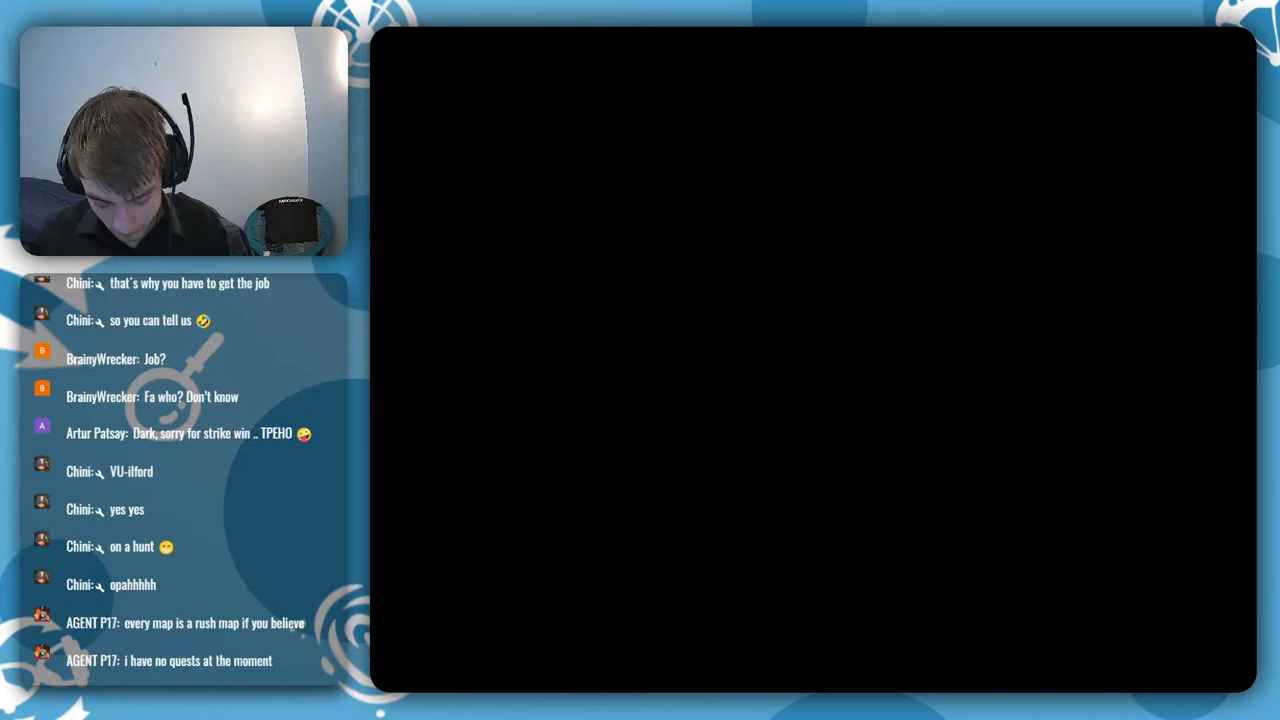 Chini: that´s why you have to get the job
Chini: so you can tell us 🤣
B
BrainyWrecker: Job?
B
BrainyWrecker: Fa who? Don't know
A
Artur Patsay: Dark, sorry for strike win .. TPEHO 🤪
Chini: VU-ilford
Chini: yes yes
Chini: on a hunt 😁
Chini: opahhhhh
AGENT P17: every map is a rush map if you believe
AGENT P17: i have no quests at the moment